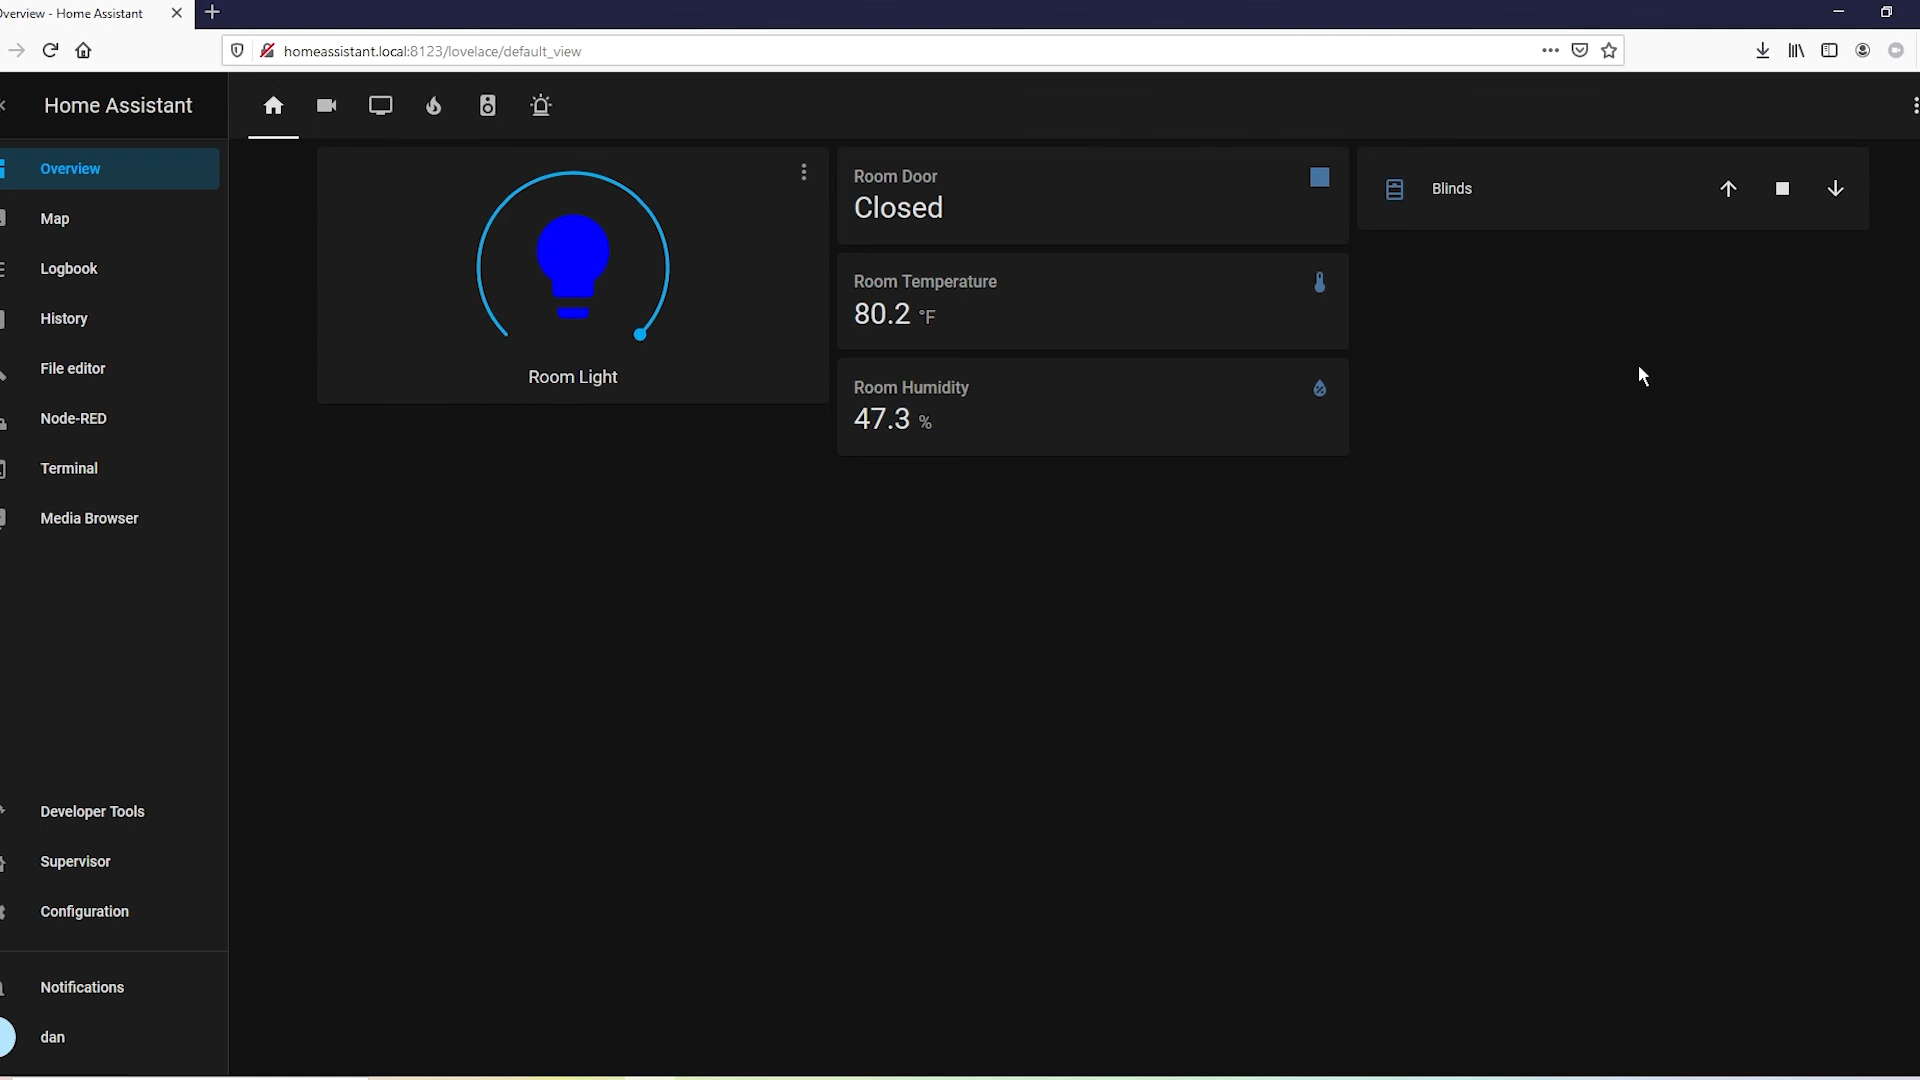 Overview - Home Assistant
homeassistant.local:8123/lovelace/default_view
Home Assistant
Overview
Map
Logbook
History
File editor
Node-RED
Terminal
Media Browser
Developer Tools
Supervisor
Configuration
Notifications
dan
Room Light
Room Door
Closed
Room Temperature
80.2 °F
Room Humidity
47.3 %
Blinds